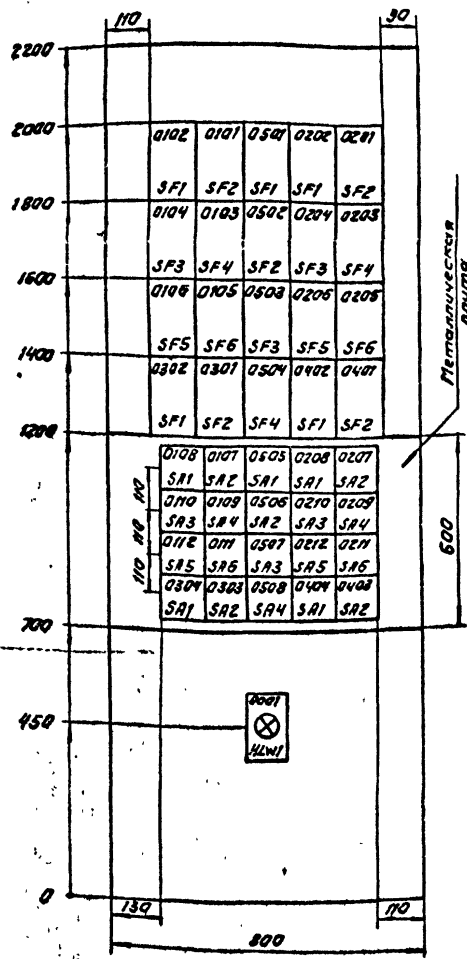 110 90
2200
2000
0102 0101 0501 0202 0201
SF1 SF2 SF1 SF1 SF2
1800
0104 0103 0502 0204 0203
SF3 SF4 SF2 SF3 SF4
1600
0106 0105 0503 0206 0205
SF5 SF6 SF3 SF5 SF6
1400
0302 0301 0504 0402 0401
SF1 SF2 SF4 SF1 SF2
1200
Металлическая
плита
0108 0107 0505 0208 0207
SA1 SA2 SA1 SA1 SA2
110
0110 0109 0506 0210 0209
SA3 SA4 SA2 SA3 SA4
110
0112 0111 0507 0212 0211
SA5 SA6 SA3 SA5 SA6
110
0304 0303 0508 0404 0403
SA1 SA2 SA4 SA1 SA2
600
700
0001
450
HLW1
0
130 110
800